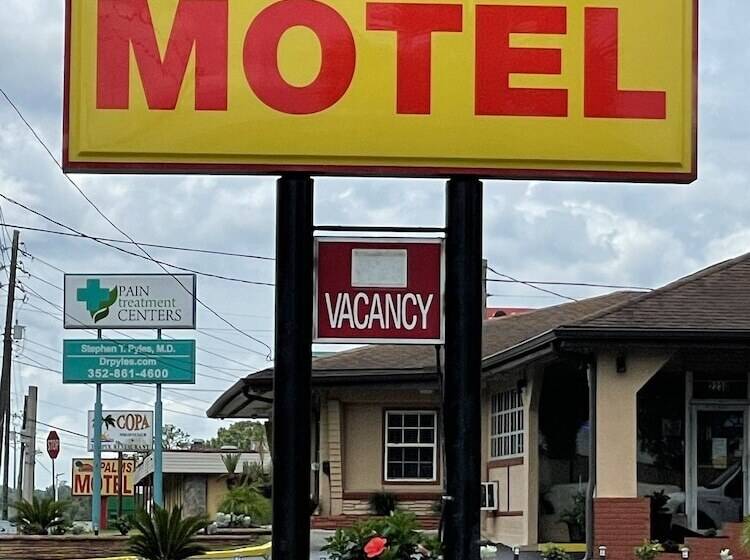 MOTEL
VACANCY
PAIN
treatment
CENTERS
Stephen T. Pyles, M.D.
Drpyles.com
352-861-4600
COPA
PALMS
MOTEL